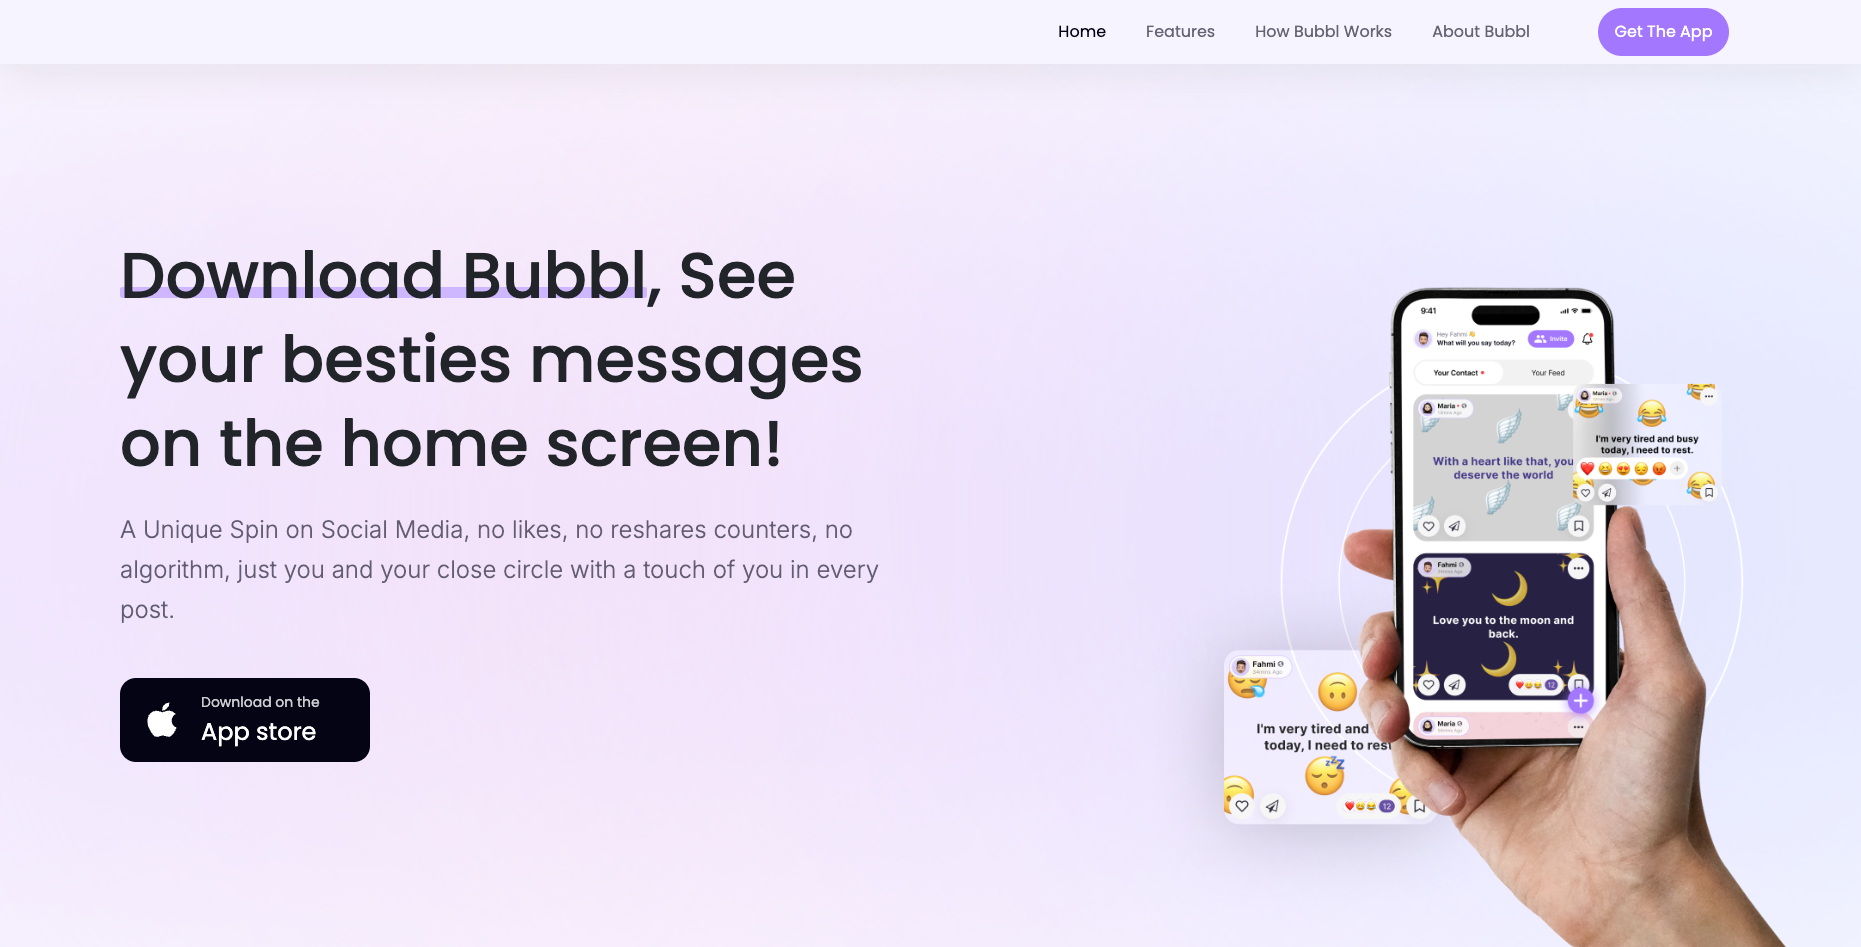 Home
Features
How Bubbl Works
About Bubbl
Get The App
Download Bubbl, See
your besties messages
on the home screen!
A Unique Spin on Social Media, no likes, no reshares counters, no
algorithm, just you and your close circle with a touch of you in every
post.
Download on the
App store
9:41
Hey Fahmi
What will you say today?
Invite
Your Contact
Your Feed
Maria
With a heart like that, you
deserve the world
Maria
I'm very tired and busy
today, I need to rest.
Fahmi
Love you to the moon and
back.
12
Maria
Fahmi
I'm very tired and
today, I need to rest
12